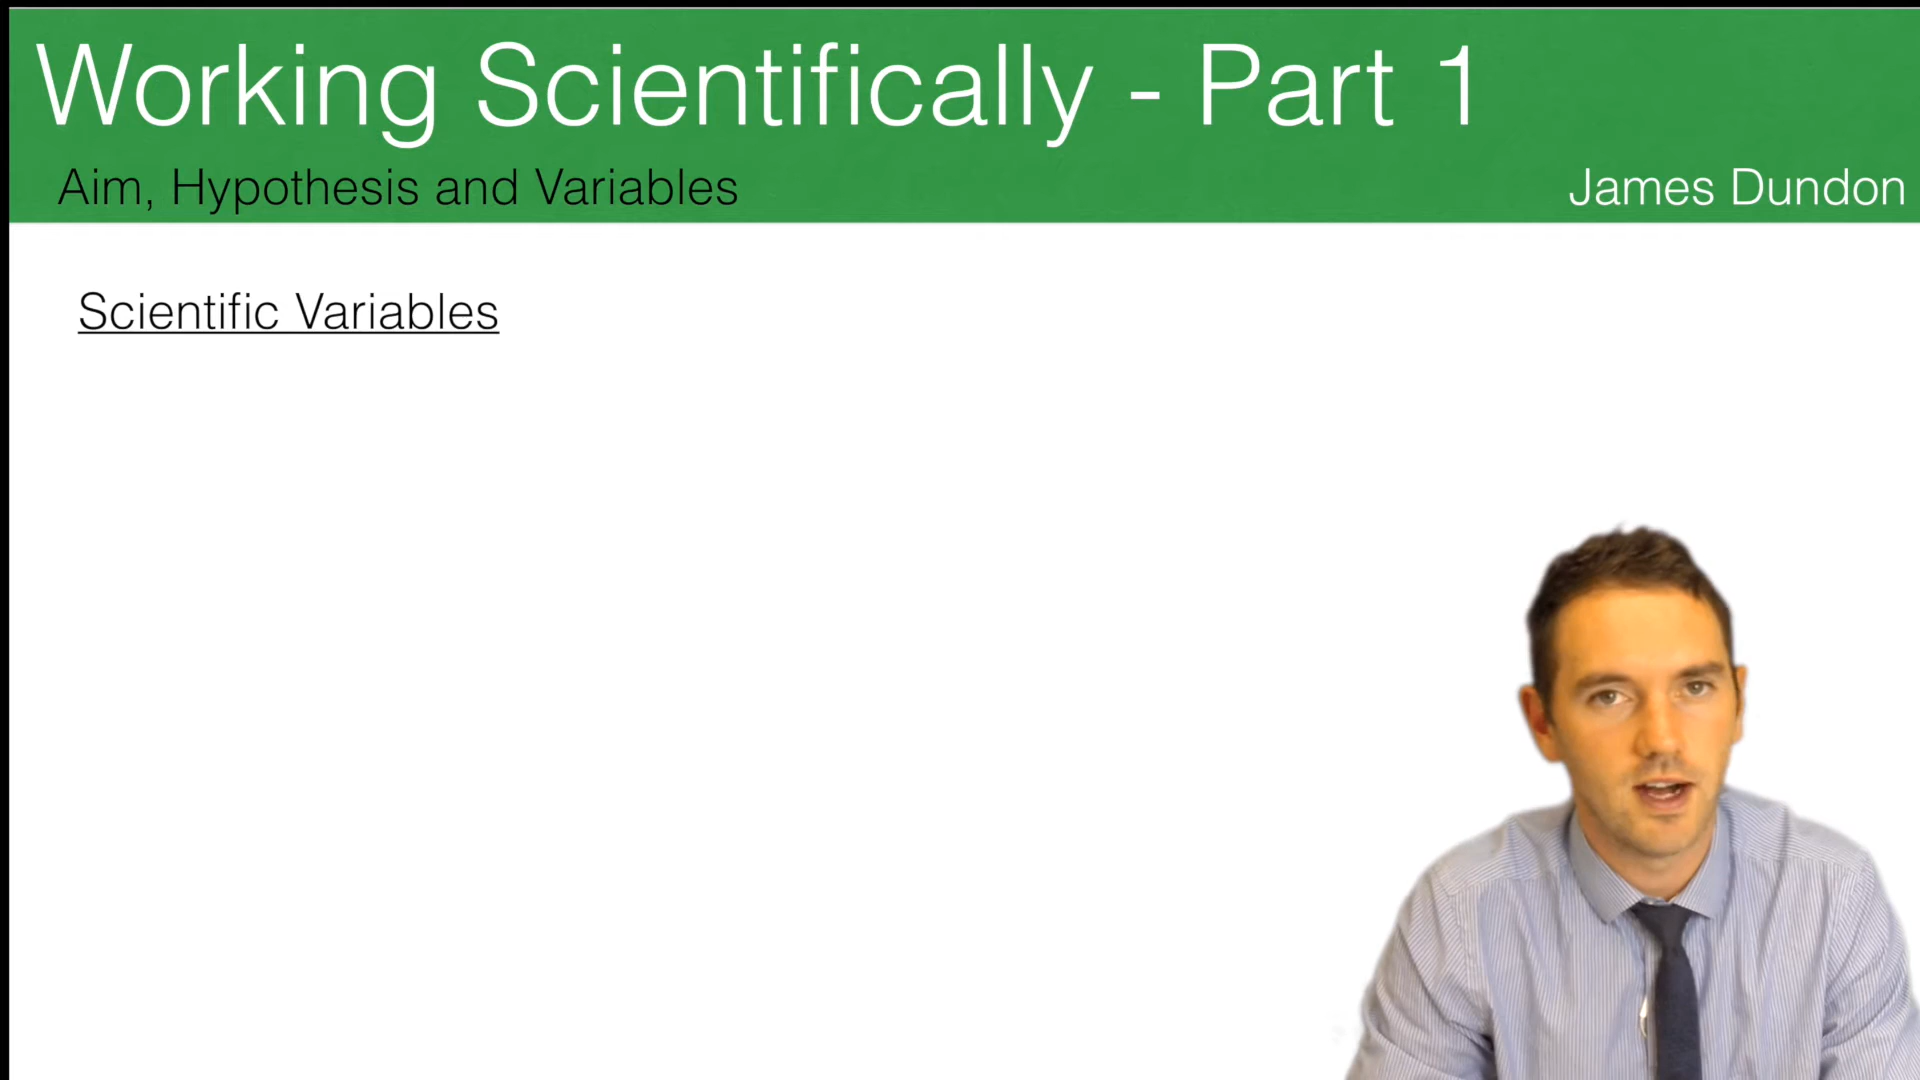 Working Scientifically - Part 1
Aim, Hypothesis and Variables
James Dundon
Scientific Variables